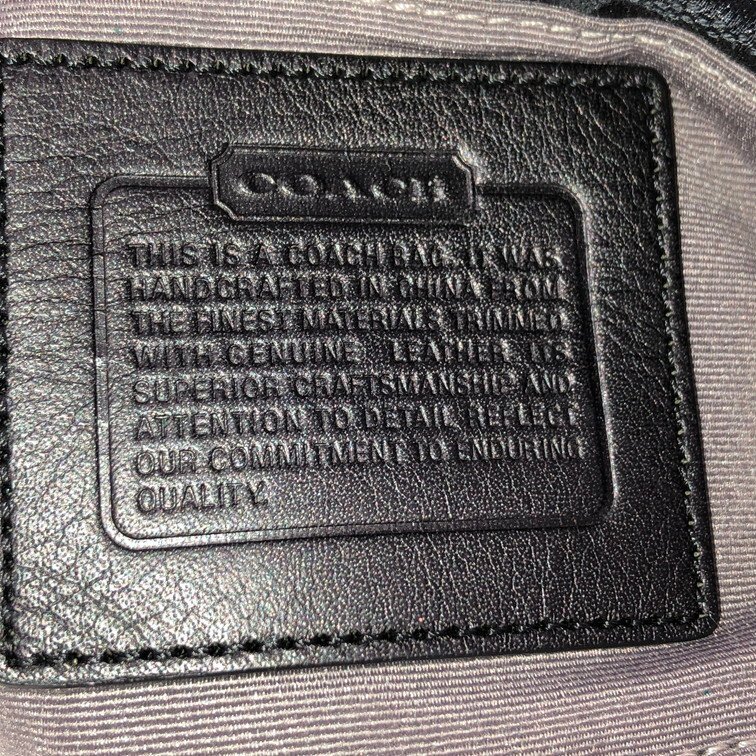 COACH
THIS IS A COACH BAG. IT WAS
HANDCRAFTED IN CHINA FROM
THE FINEST MATERIALS TRIMMED
WITH GENUINE LEATHER. ITS
SUPERIOR CRAFTSMANSHIP AND
ATTENTION TO DETAIL REFLECT
OUR COMMITMENT TO ENDURING
QUALITY.